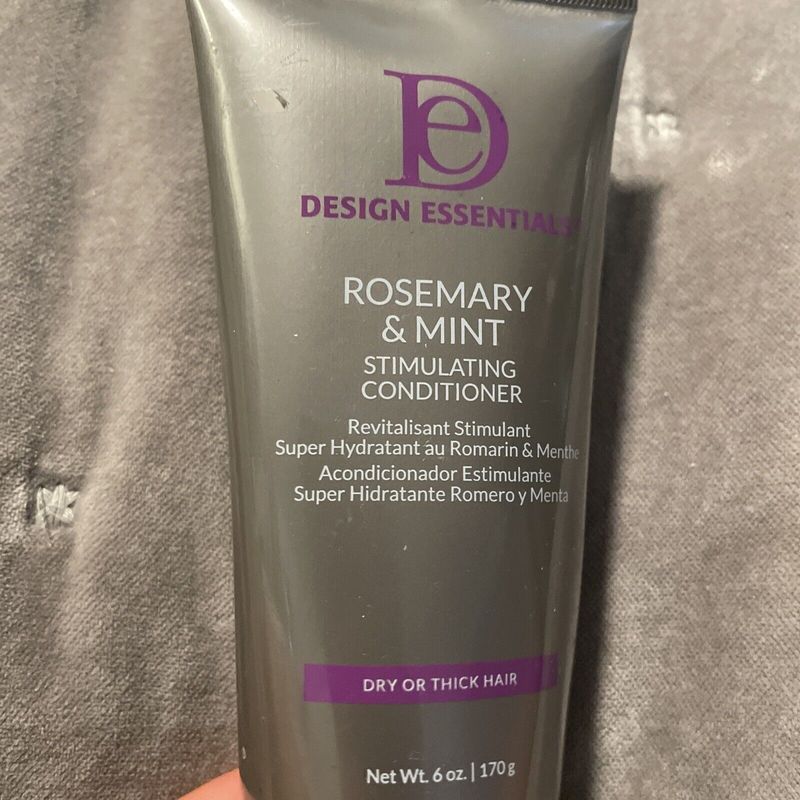 De
DESIGN ESSENTIALS
ROSEMARY
& MINT
STIMULATING
CONDITIONER
Revitalisant Stimulant
Super Hydratant au Romarin & Menthe
Acondicionador Estimulante
Super Hidratante Romero y Menta
DRY OR THICK HAIR
Net Wt. 6 oz. | 170 g